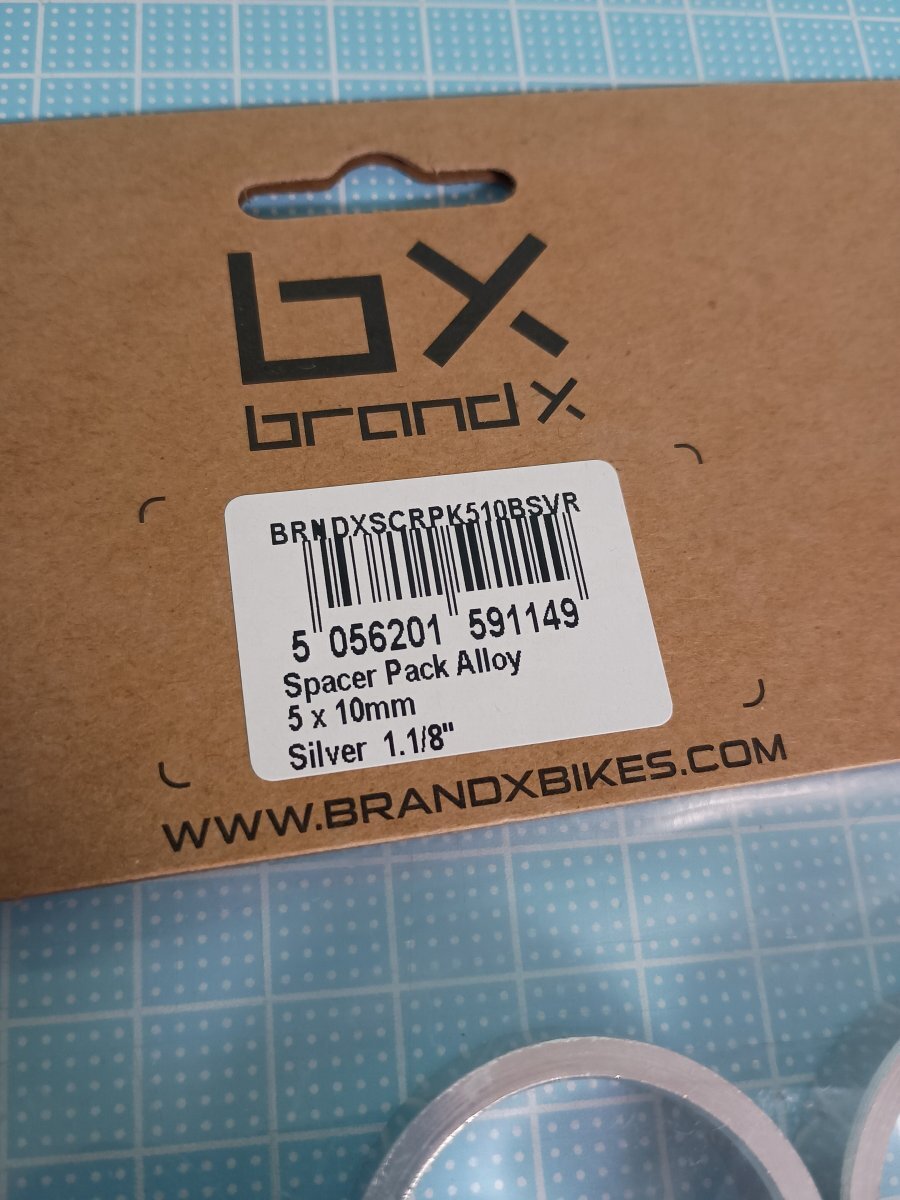 bx
brand x
BRNDXSCRPK510BSVR
5 056201 591149
Spacer Pack Alloy
5 x 10mm
Silver 1.1/8"
WWW.BRANDXBIKES.COM